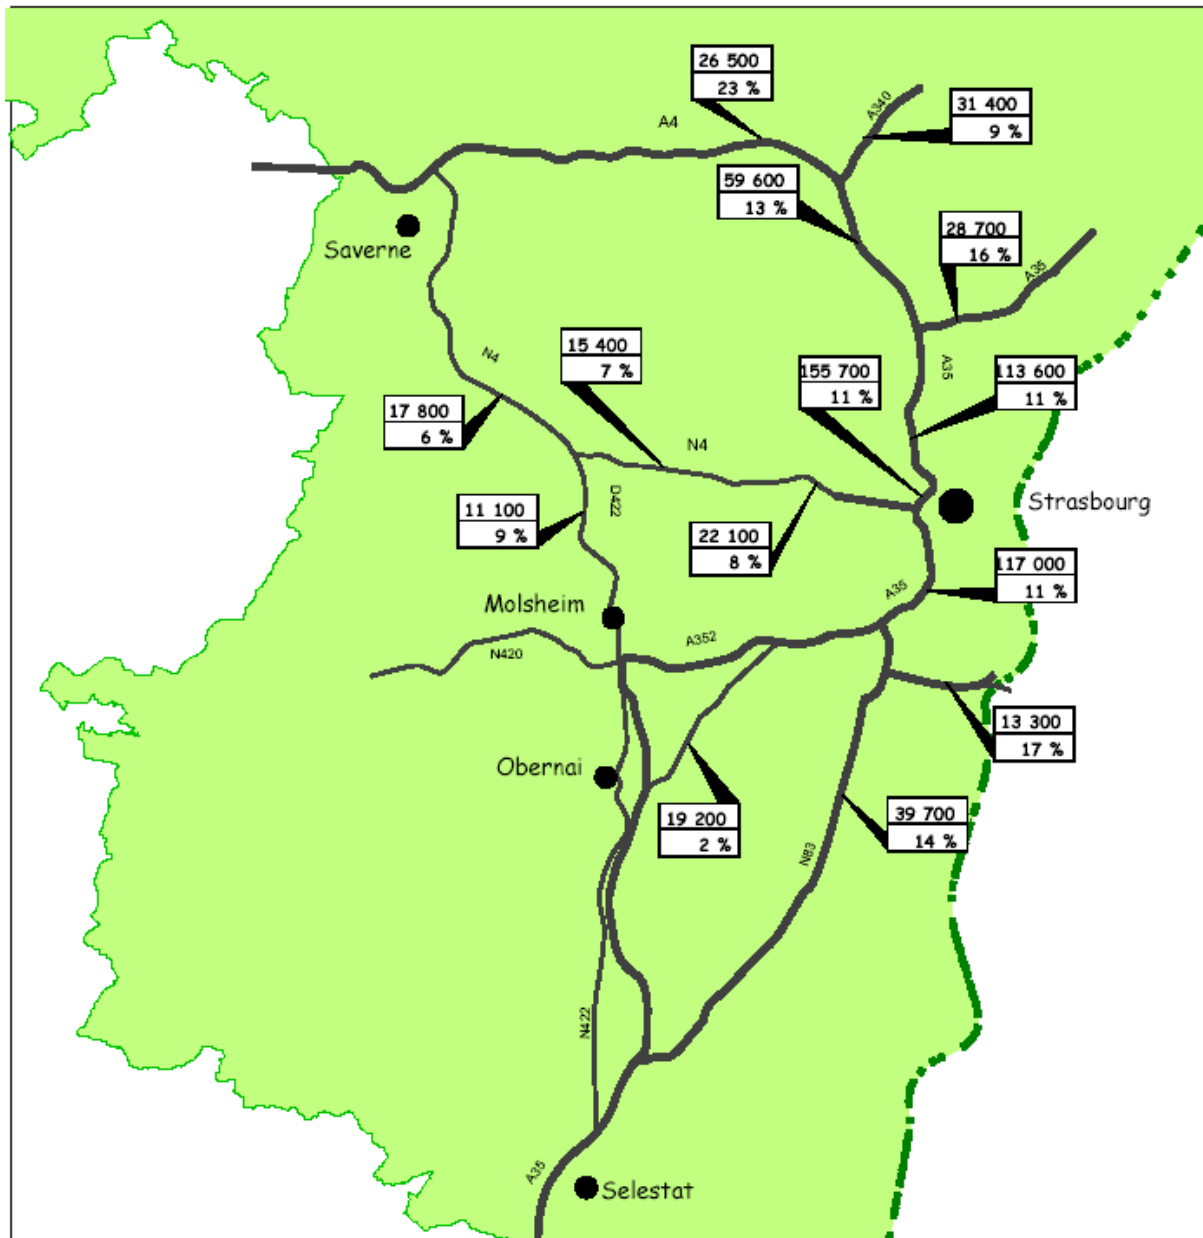 26 500
23 %
A340
31 400
9 %
A4
59 600
13 %
28 700
16 %
A35
Saverne
N4
15 400
7 %
155 700
11 %
A35
113 600
11 %
17 800
6 %
N4
D422
11 100
9 %
22 100
8 %
Strasbourg
117 000
11 %
A35
Molsheim
A352
N420
13 300
17 %
Obernai
19 200
2 %
39 700
14 %
N83
N422
A35
Selestat